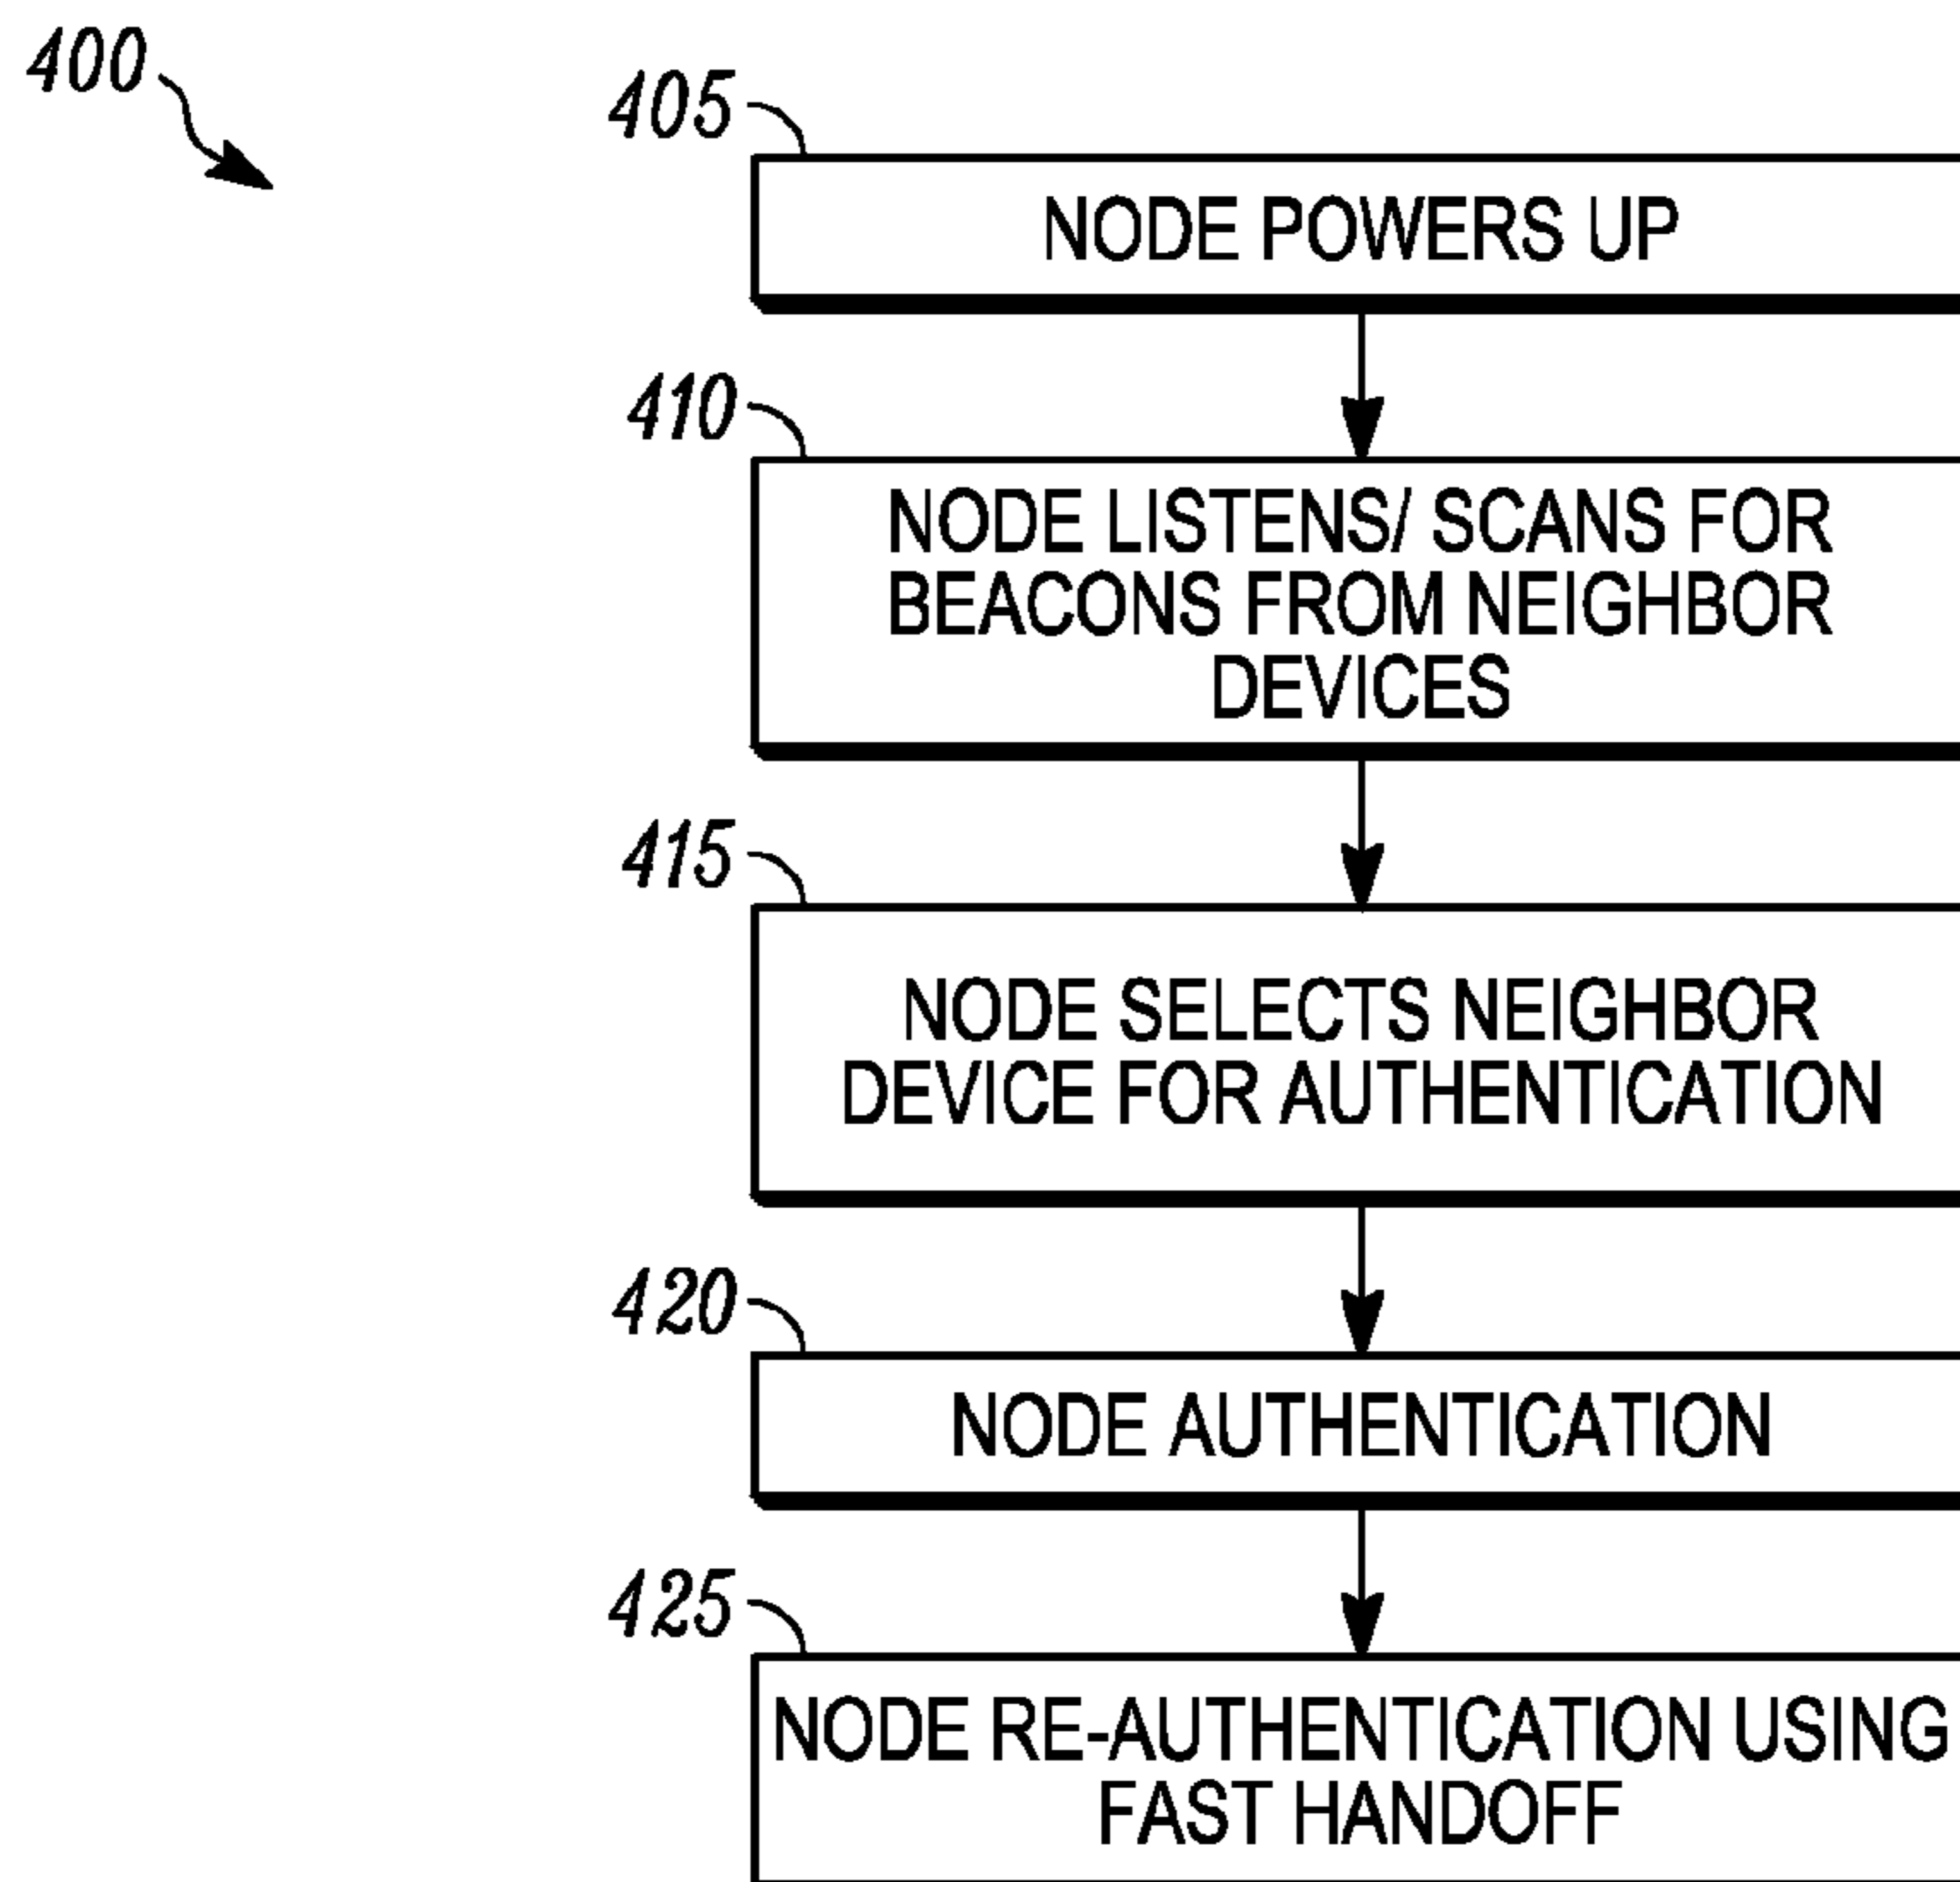 400
405
NODE POWERS UP
410
NODE LISTENS/ SCANS FOR
BEACONS FROM NEIGHBOR
DEVICES
415
NODE SELECTS NEIGHBOR
DEVICE FOR AUTHENTICATION
420
NODE AUTHENTICATION
425
NODE RE-AUTHENTICATION USING
FAST HANDOFF